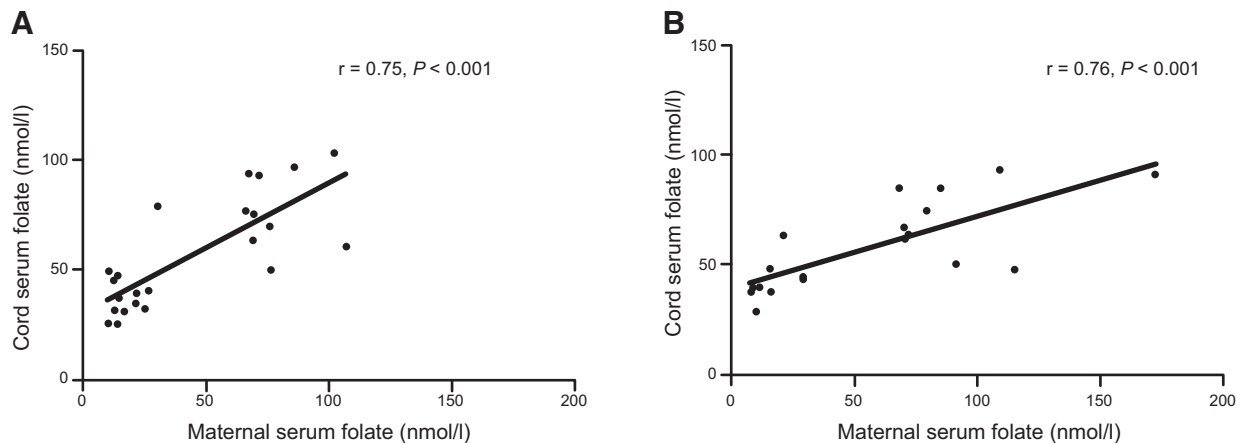 A
150
100
50
0
0
50
100
150
200
r = 0.75, P < 0.001
Cord serum folate (nmol/l)
Maternal serum folate (nmol/l)
B
150
100
50
0
0
50
100
150
200
r = 0.76, P < 0.001
Cord serum folate (nmol/l)
Maternal serum folate (nmol/l)